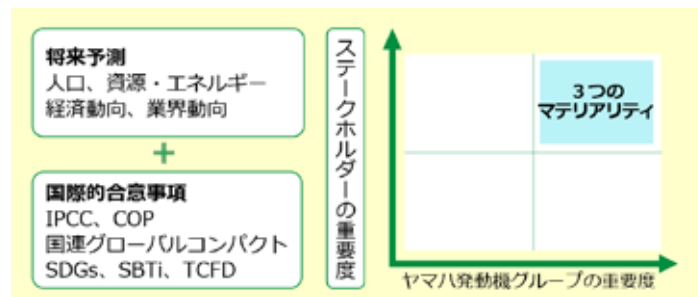 将来予測
人口、資源・エネルギー
経済動向、業界動向
+
国際的合意事項
IPCC、COP
国連グローバルコンパクト
SDGs、SBTi、TCFD
ステークホルダーの重要度
3つの
マテリアリティ
ヤマハ発動機グループの重要度